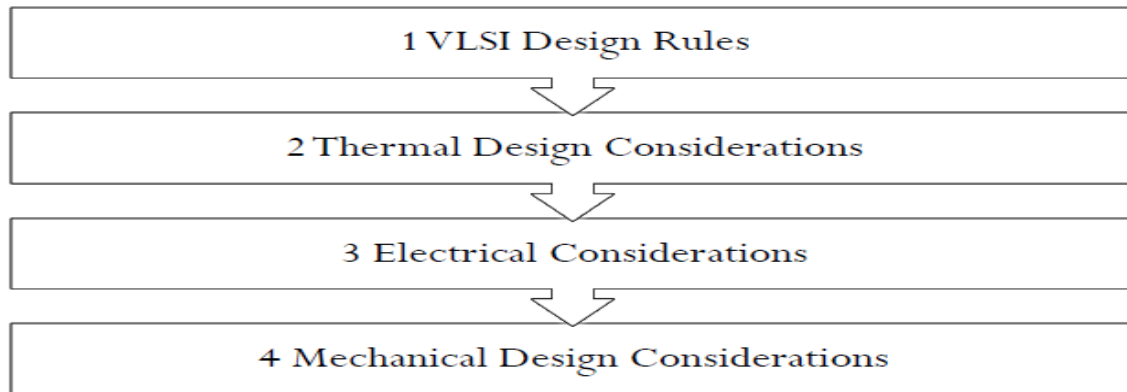 1 VLSI Design Rules
2 Thermal Design Considerations
3 Electrical Considerations
4 Mechanical Design Considerations